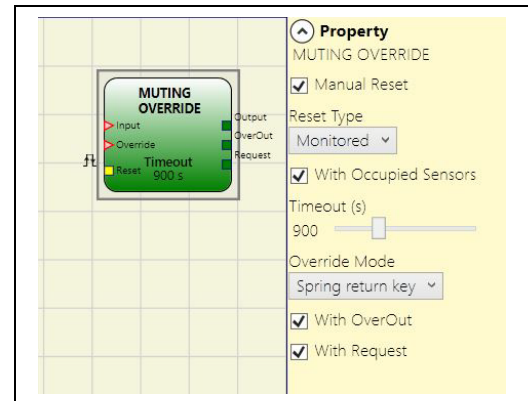 MUTING
OVERRIDE
Input
Override
Reset
Timeout
900 s
Output
OverOut
Request
Property
MUTING OVERRIDE
Manual Reset
Reset Type
Monitored
With Occupied Sensors
Timeout (s)
900
Override Mode
Spring return key
With OverOut
With Request